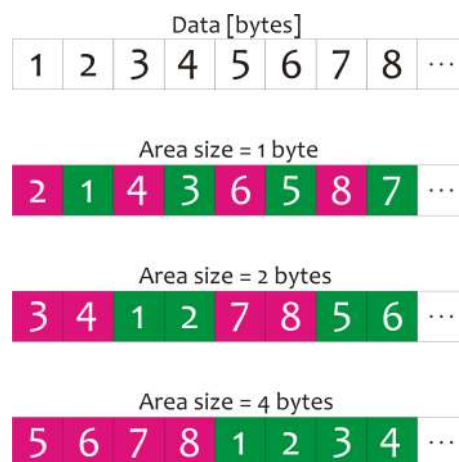 Data [bytes]
1 2 3 4 5 6 7 8 ...
Area size = 1 byte
2 1 4 3 6 5 8 7 ...
Area size = 2 bytes
3 4 1 2 7 8 5 6 ...
Area size = 4 bytes
5 6 7 8 1 2 3 4 ...